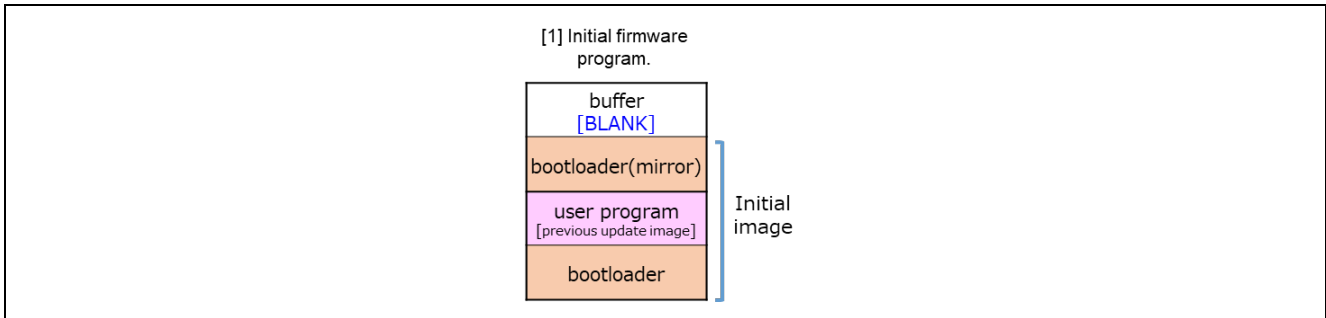 [1] Initial firmware
program.
buffer
[BLANK]
bootloader(mirror)
user program
[previous update image]
bootloader
Initial
image